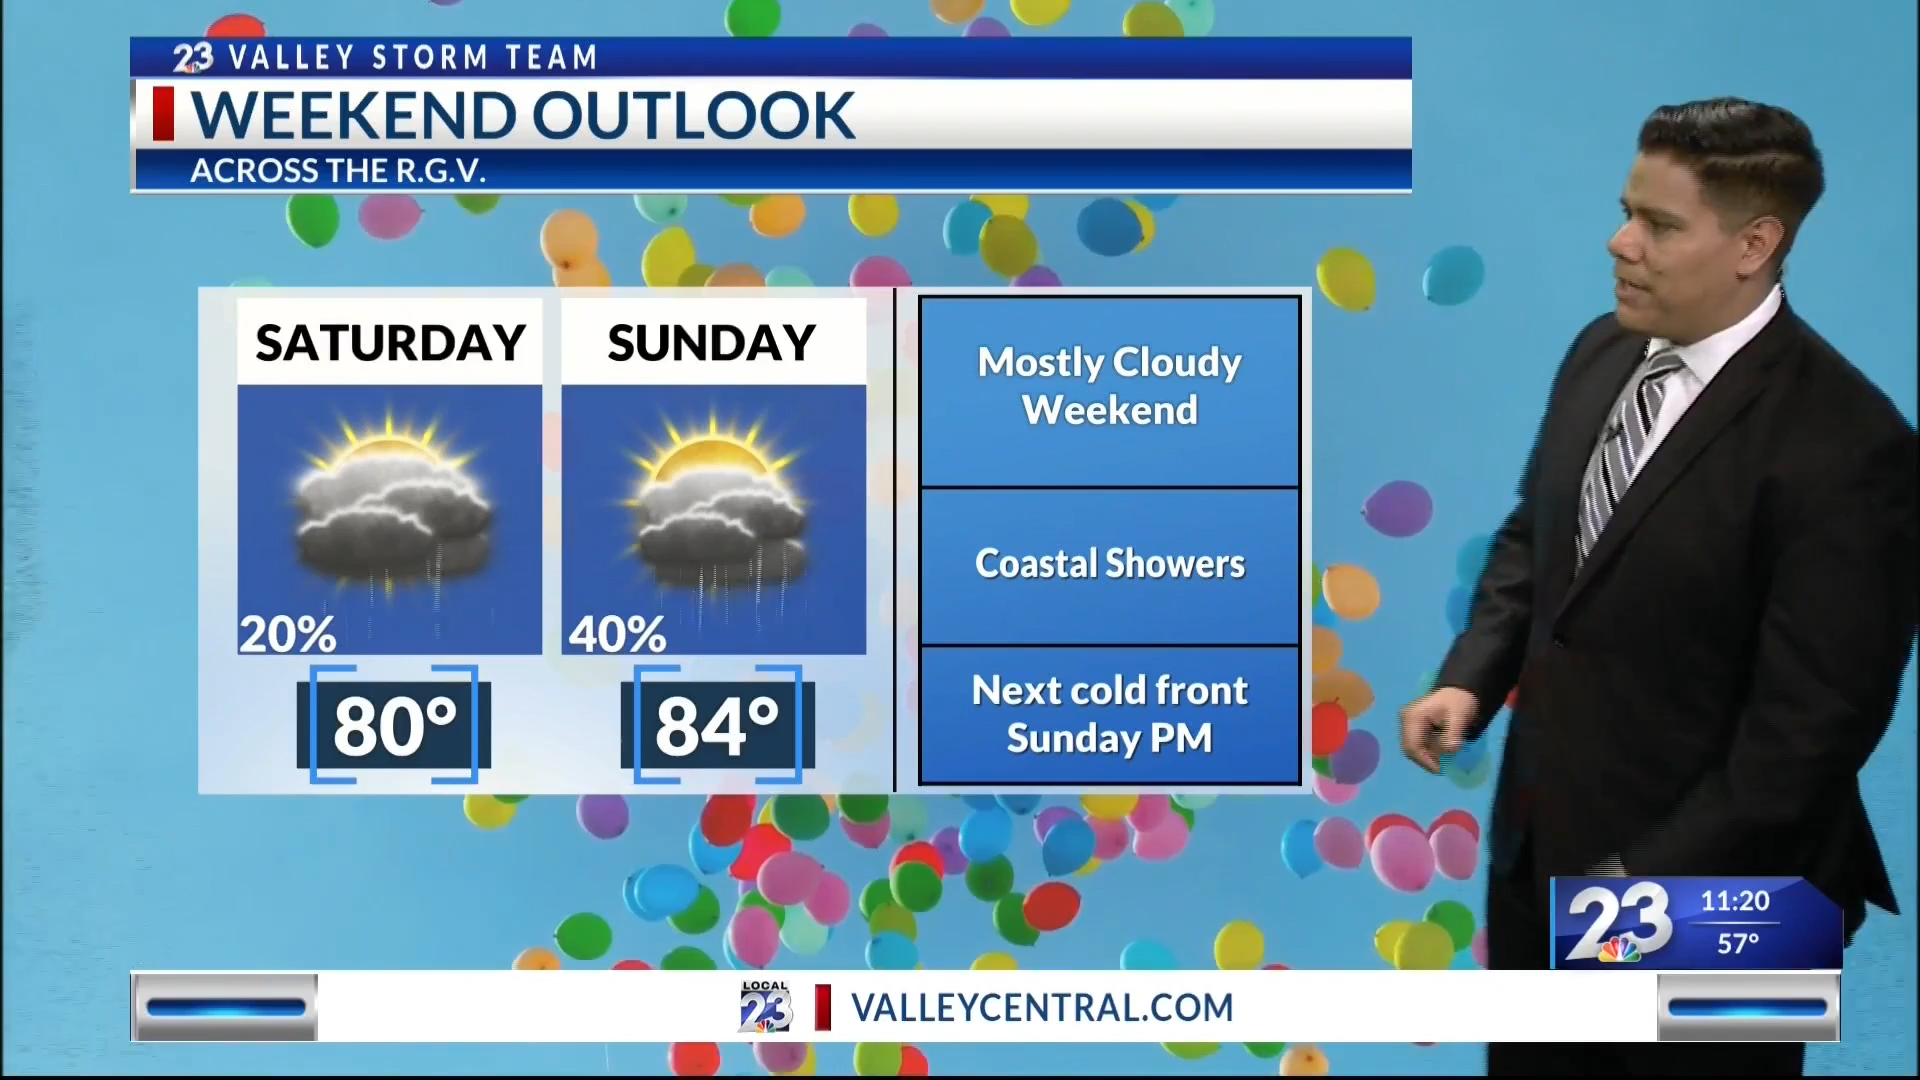 23 VALLEY STORM TEAM
WEEKEND OUTLOOK
ACROSS THE R.G.V.
SATURDAY
SUNDAY
20%
40%
80°
84°
Mostly Cloudy
Weekend
Coastal Showers
Next cold front
Sunday PM
23
11:20
57°
LOCAL
23
VALLEYCENTRAL.COM